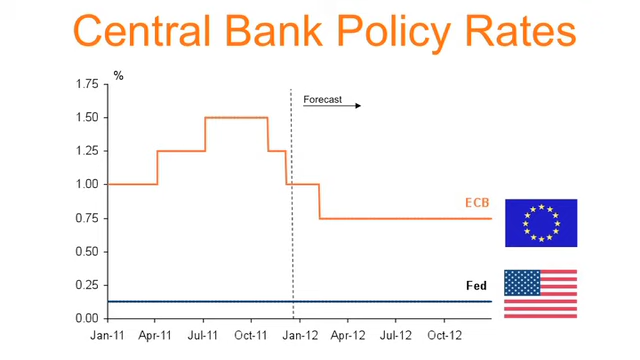 Central Bank Policy Rates
%
1.75
Forecast
1.50
1.25
1.00
ECB
0.75
0.50
Fed
0.25
0.00
Jan-11 Apr-11 Jul-11 Oct-11 Jan-12 Apr-12 Jul-12 Oct-12